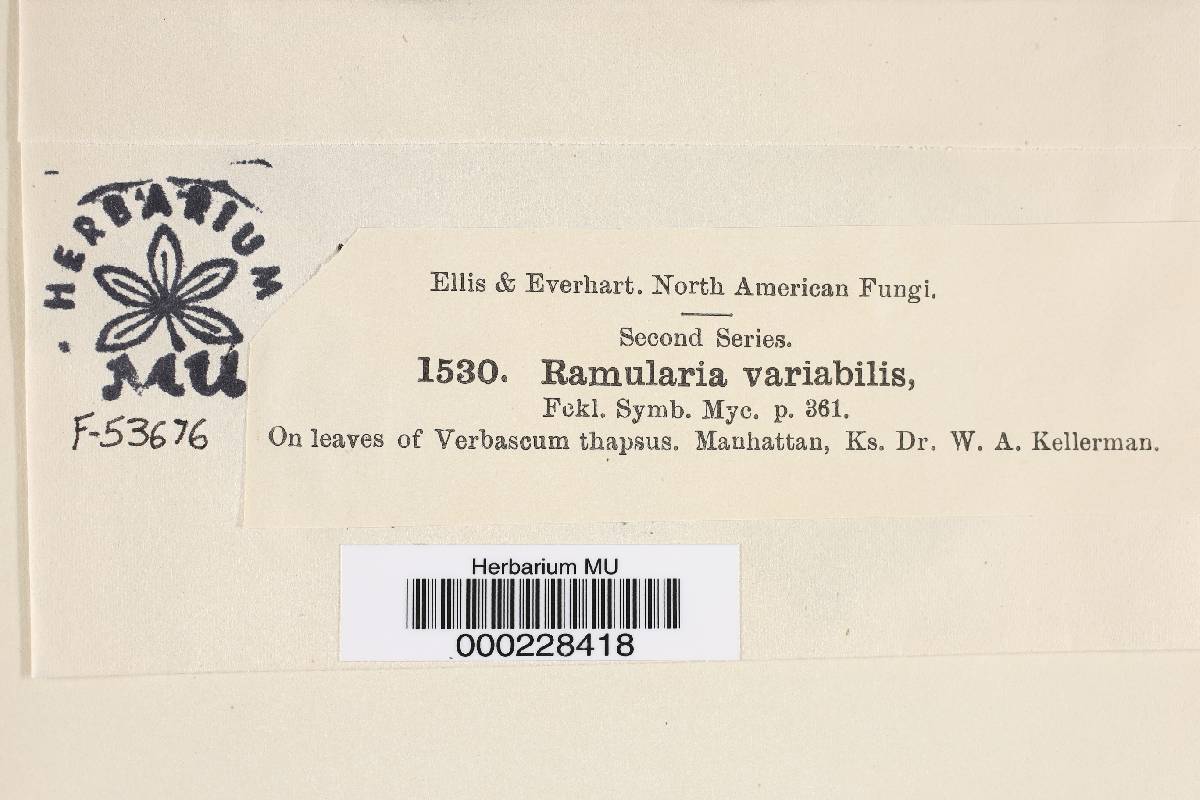 HERBARIUM
MU
F-53676
Ellis & Everhart. North American Fungi.
Second Series.
1530. Ramularia variabilis,
Fckl. Symb. Myc. p. 361.
On leaves of Verbascum thapsus. Manhattan, Ks. Dr. W. A. Kellerman.
Herbarium MU
000228418